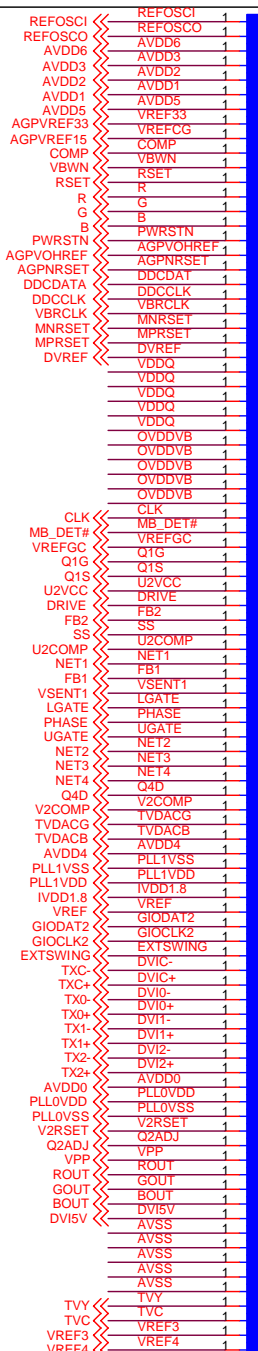 REFOSCI REFOSCI 1
REFOSCO REFOSCO 1
AVDD6 AVDD6 1
AVDD3 AVDD3 1
AVDD2 AVDD2 1
AVDD1 AVDD1 1
AVDD5 AVDD5 1
AGPVREF33 VREF33 1
AGPVREF15 VREFCG 1
COMP COMP 1
VBWN VBWN 1
RSET RSET 1
R R 1
G G 1
B B 1
PWRSTN PWRSTN 1
AGPVOHREF AGPVOHREF 1
AGPNRSET AGPNRSET 1
DDCDATA DDCDAT 1
DDCCLK DDCCLK 1
VBRCLK VBRCLK 1
MNRSET MNRSET 1
MPRSET MPRSET 1
DVREF DVREF 1
VDDQ 1
VDDQ 1
VDDQ 1
VDDQ 1
VDDQ 1
OVDDVB 1
OVDDVB 1
OVDDVB 1
OVDDVB 1
OVDDVB 1
CLK CLK 1
MB_DET# MB_DET# 1
VREFGC VREFGC 1
Q1G Q1G 1
Q1S Q1S 1
U2VCC U2VCC 1
DRIVE DRIVE 1
FB2 FB2 1
SS SS 1
U2COMP U2COMP 1
NET1 NET1 1
FB1 FB1 1
VSENT1 VSENT1 1
LGATE LGATE 1
PHASE PHASE 1
UGATE UGATE 1
NET2 NET2 1
NET3 NET3 1
NET4 NET4 1
Q4D Q4D 1
V2COMP V2COMP 1
TVDACG TVDACG 1
TVDACB TVDACB 1
AVDD4 AVDD4 1
PLL1VSS PLL1VSS 1
PLL1VDD PLL1VDD 1
IVDD1.8 IVDD1.8 1
VREF VREF 1
GIODAT2 GIODAT2 1
GIOCLK2 GIOCLK2 1
EXTSWING EXTSWING 1
TXC- DVIC- 1
TXC+ DVIC+ 1
TX0- DVI0- 1
TX0+ DVI0+ 1
TX1- DVI1- 1
TX1+ DVI1+ 1
TX2- DVI2- 1
TX2+ DVI2+ 1
AVDD0 AVDD0 1
PLL0VDD PLL0VDD 1
PLL0VSS PLL0VSS 1
V2RSET V2RSET 1
Q2ADJ Q2ADJ 1
VPP VPP 1
ROUT ROUT 1
GOUT GOUT 1
BOUT BOUT 1
DVI5V DVI5V 1
AVSS 1
AVSS 1
AVSS 1
AVSS 1
AVSS 1
TVY TVY 1
TVC TVC 1
VREF3 VREF3 1
VREF4 VREF4 1